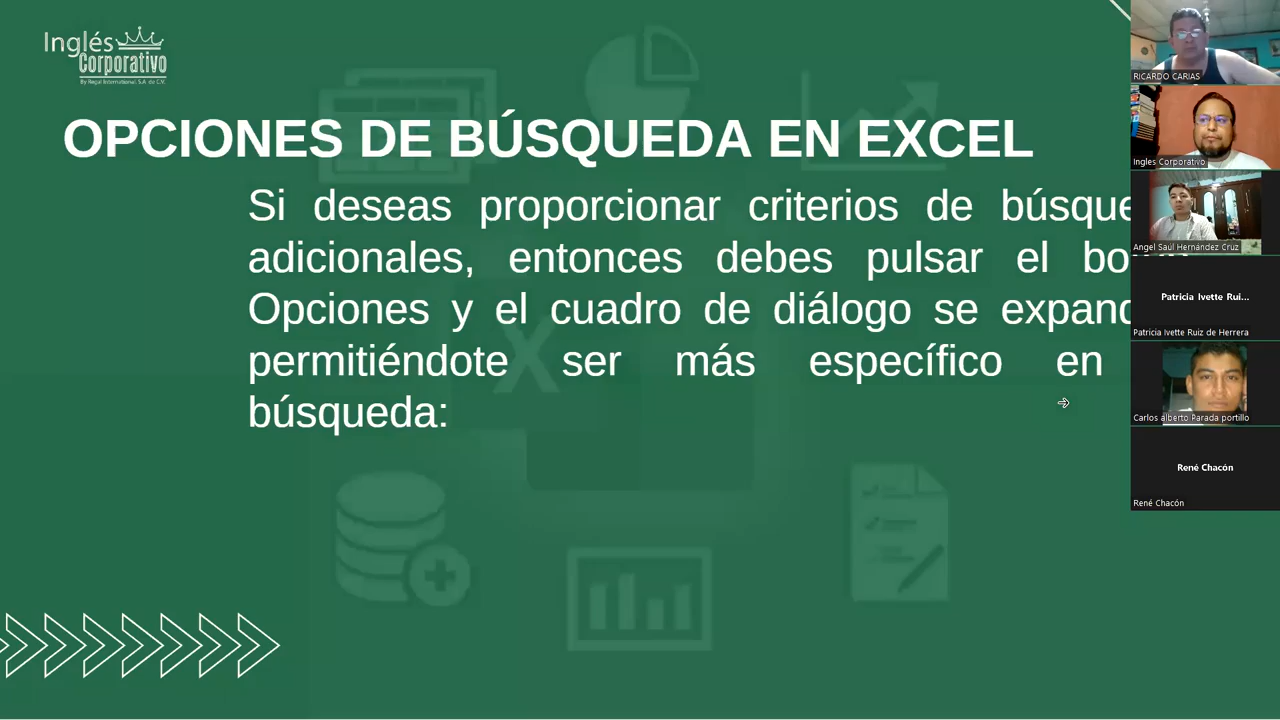 Inglés
Corporativo
By Regal International, S.A. de C.V.
OPCIONES DE BÚSQUEDA EN EXCEL
Si deseas proporcionar criterios de búsque
adicionales, entonces debes pulsar el bo
Opciones y el cuadro de diálogo se expand
permitiéndote ser más específico en
búsqueda:
RICARDO CARIAS
Ingles Corporativo
Angel Saúl Hernández Cruz
Patricia Ivette Rui...
Patricia Ivette Ruiz de Herrera
Carlos alberto Parada portillo
René Chacón
René Chacón